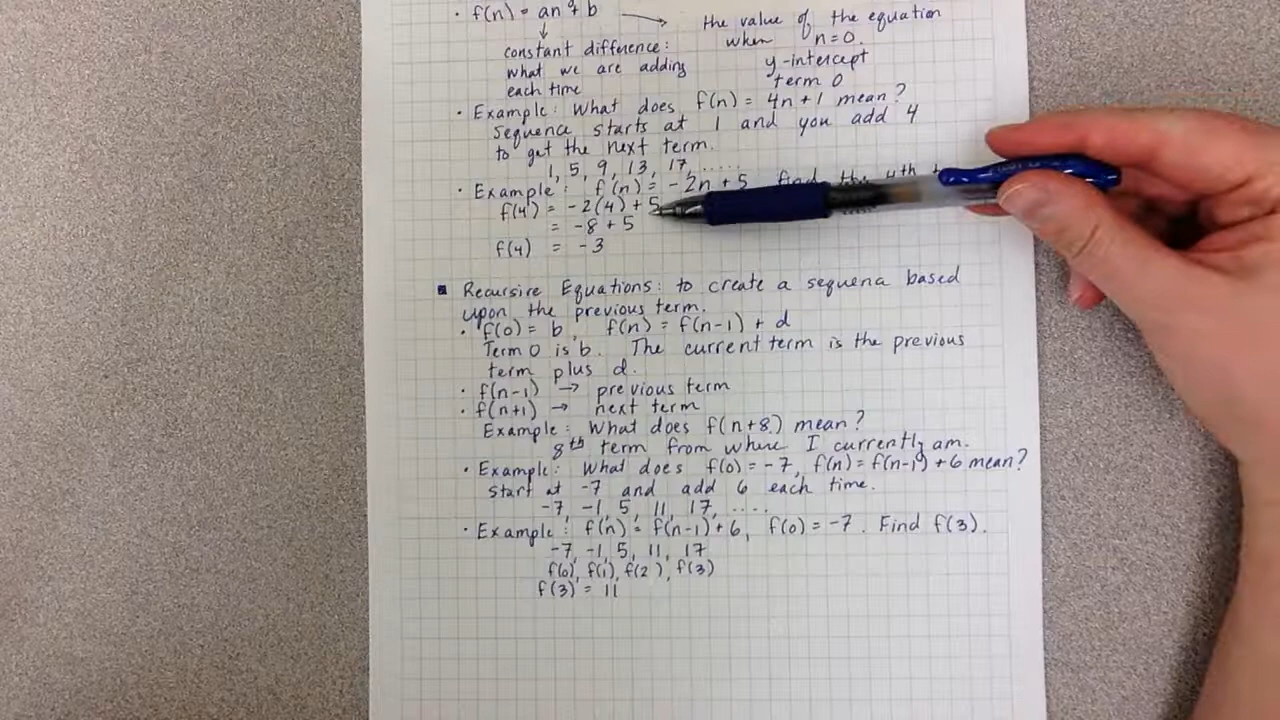 · f(n) = an + b → the value of the equation
↓ when n=0.
constant difference: y-intercept
what we are adding term 0
each time
· Example: What does f(n) = 4n+1 mean?
Sequence starts at 1 and you add 4
to get the next term.
1, 5, 9, 13, 17, .....
· Example: f(n) = -2n+5 find the 4th
f(4) = -2(4)+5
= -8+5
f(4) = -3
▪ Recursive Equations: to create a sequence based
upon the previous term.
· f(0) = b, f(n) = f(n-1) + d
Term 0 is b. The current term is the previous
term plus d.
· f(n-1) → previous term
· f(n+1) → next term
Example: What does f(n+8) mean?
8th term from where I currently am.
· Example: What does f(0) = -7, f(n) = f(n-1)+6 mean?
start at -7 and add 6 each time.
-7, -1, 5, 11, 17, ....
· Example: f(n) = f(n-1)+6, f(0) = -7. Find f(3).
-7, -1, 5, 11, 17
f(0), f(1), f(2), f(3)
f(3) = 11